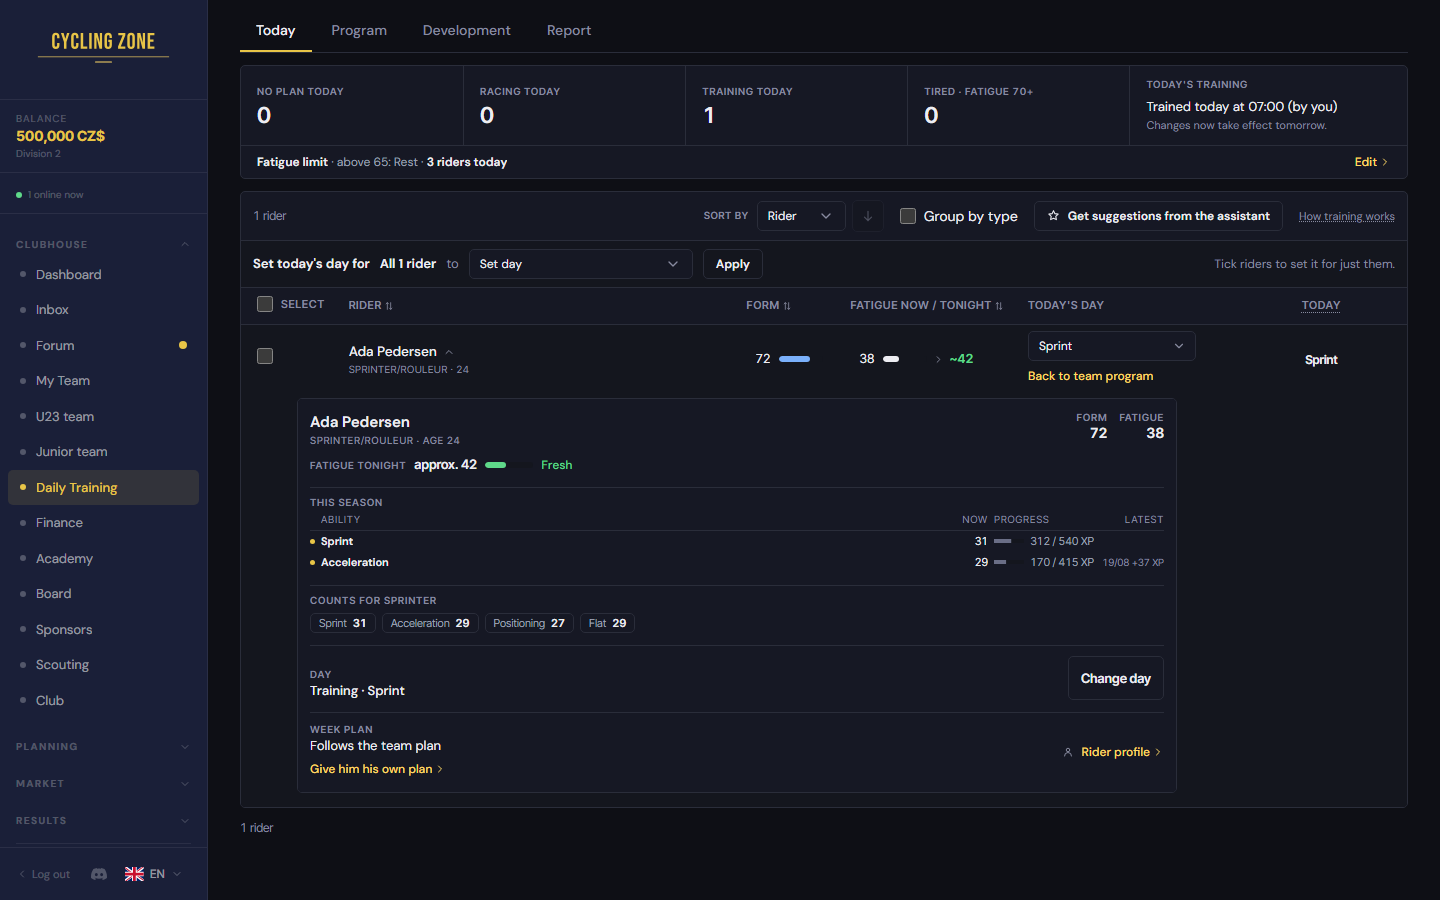 CYCLING ZONE
BALANCE
500,000 CZ$
Division 2
1 online now
CLUBHOUSE
Dashboard
Inbox
Forum
My Team
U23 team
Junior team
Daily Training
Finance
Academy
Board
Sponsors
Scouting
Club
PLANNING
MARKET
RESULTS
Log out
EN
Today Program Development Report
NO PLAN TODAY
0
RACING TODAY
0
TRAINING TODAY
1
TIRED · FATIGUE 70+
0
TODAY'S TRAINING
Trained today at 07:00 (by you)
Changes now take effect tomorrow.
Fatigue limit · above 65: Rest · 3 riders today Edit
1 rider SORT BY Rider Group by type Get suggestions from the assistant How training works
Set today's day for All 1 rider to Set day Apply Tick riders to set it for just them.
SELECT RIDER FORM FATIGUE NOW / TONIGHT TODAY'S DAY TODAY
Ada Pedersen 72 38 ~42 Sprint Sprint
SPRINTER/ROULEUR · 24 Back to team program
Ada Pedersen FORM FATIGUE
SPRINTER/ROULEUR · AGE 24 72 38
FATIGUE TONIGHT approx. 42 Fresh
THIS SEASON
ABILITY NOW PROGRESS LATEST
Sprint 31 312 / 540 XP
Acceleration 29 170 / 415 XP 19/08 +37 XP
COUNTS FOR SPRINTER
Sprint 31 Acceleration 29 Positioning 27 Flat 29
DAY
Training · Sprint Change day
WEEK PLAN
Follows the team plan
Give him his own plan Rider profile
1 rider